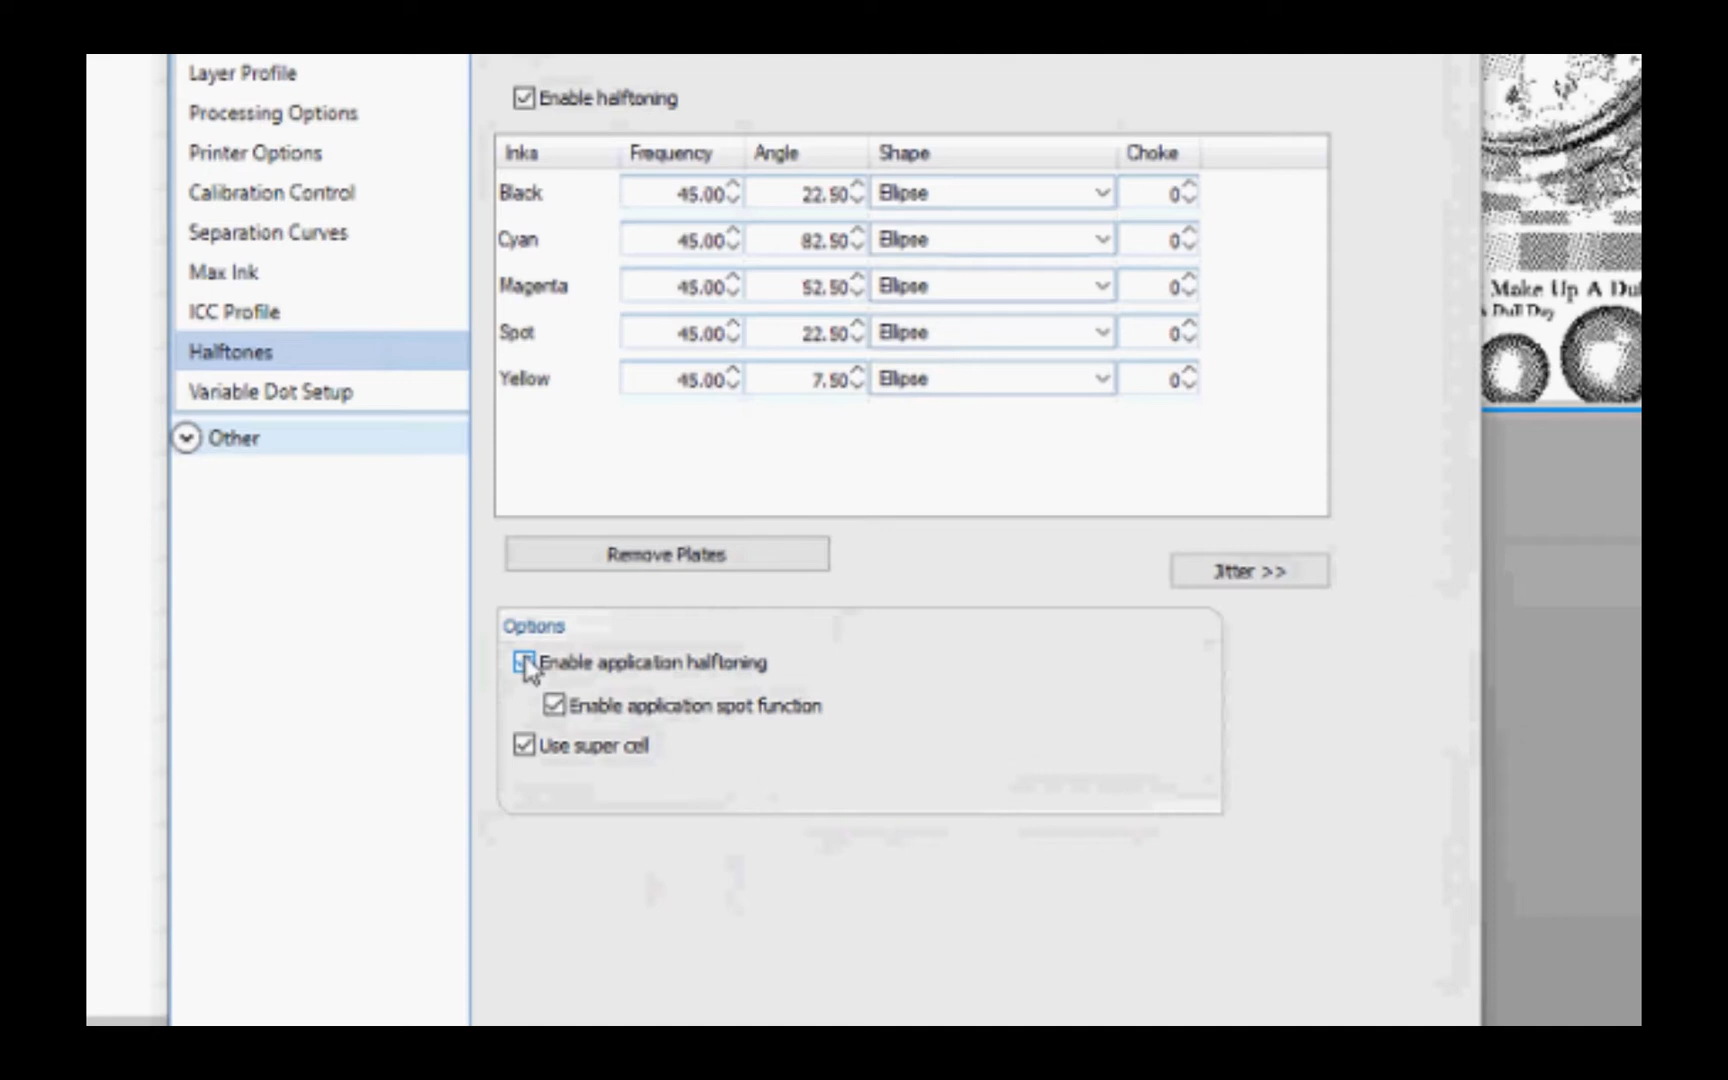 Layer Profile
Processing Options
Printer Options
Calibration Control
Separation Curves
Max Ink
ICC Profile
Halftones
Variable Dot Setup
Other
Enable halftoning
Inks Frequency Angle Shape Choke
Black 45.00 22.50 Ellipse 0
Cyan 45.00 82.50 Ellipse 0
Magenta 45.00 52.50 Ellipse 0
Spot 45.00 22.50 Ellipse 0
Yellow 45.00 7.50 Ellipse 0
Remove Plates
Jitter >>
Options
Enable application halftoning
Enable application spot function
Use super cell
Make Up A Dul
Dull Day